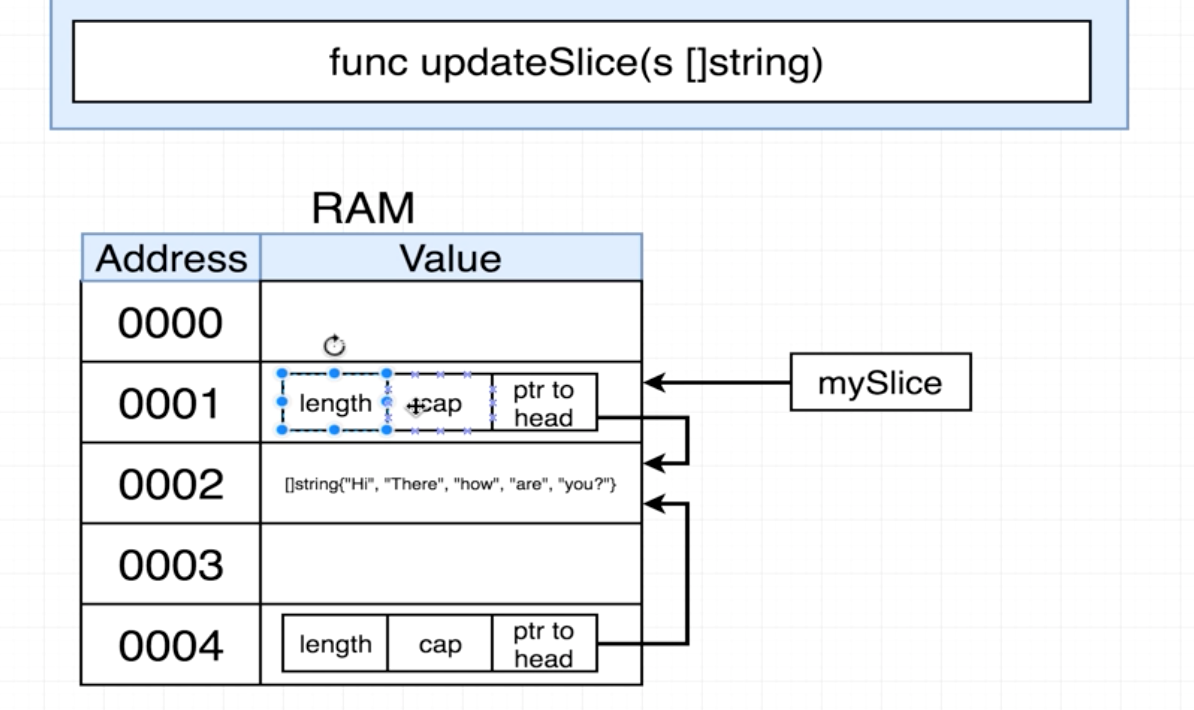 func updateSlice(s []string)
RAM
Address Value
0000
0001 length cap ptr to head
mySlice
0002 []string{"Hi", "There", "how", "are", "you?"}
0003
0004 length cap ptr to head